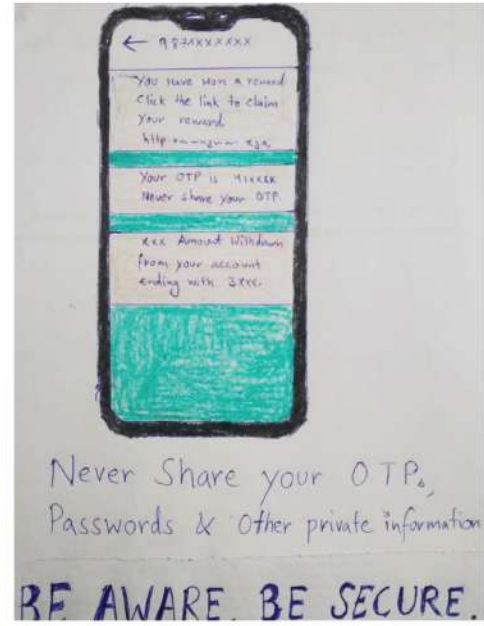 ← 987xxxxxxx
You Have Won a reward
Click the link to claim
Your reward
Your OTP is 41xxxx
Never share Your OTP.
xxx Amount Withdawn
from your account
ending with 3xxx.
Never Share your OTP,
Passwords & Other private information
BE AWARE. BE SECURE.